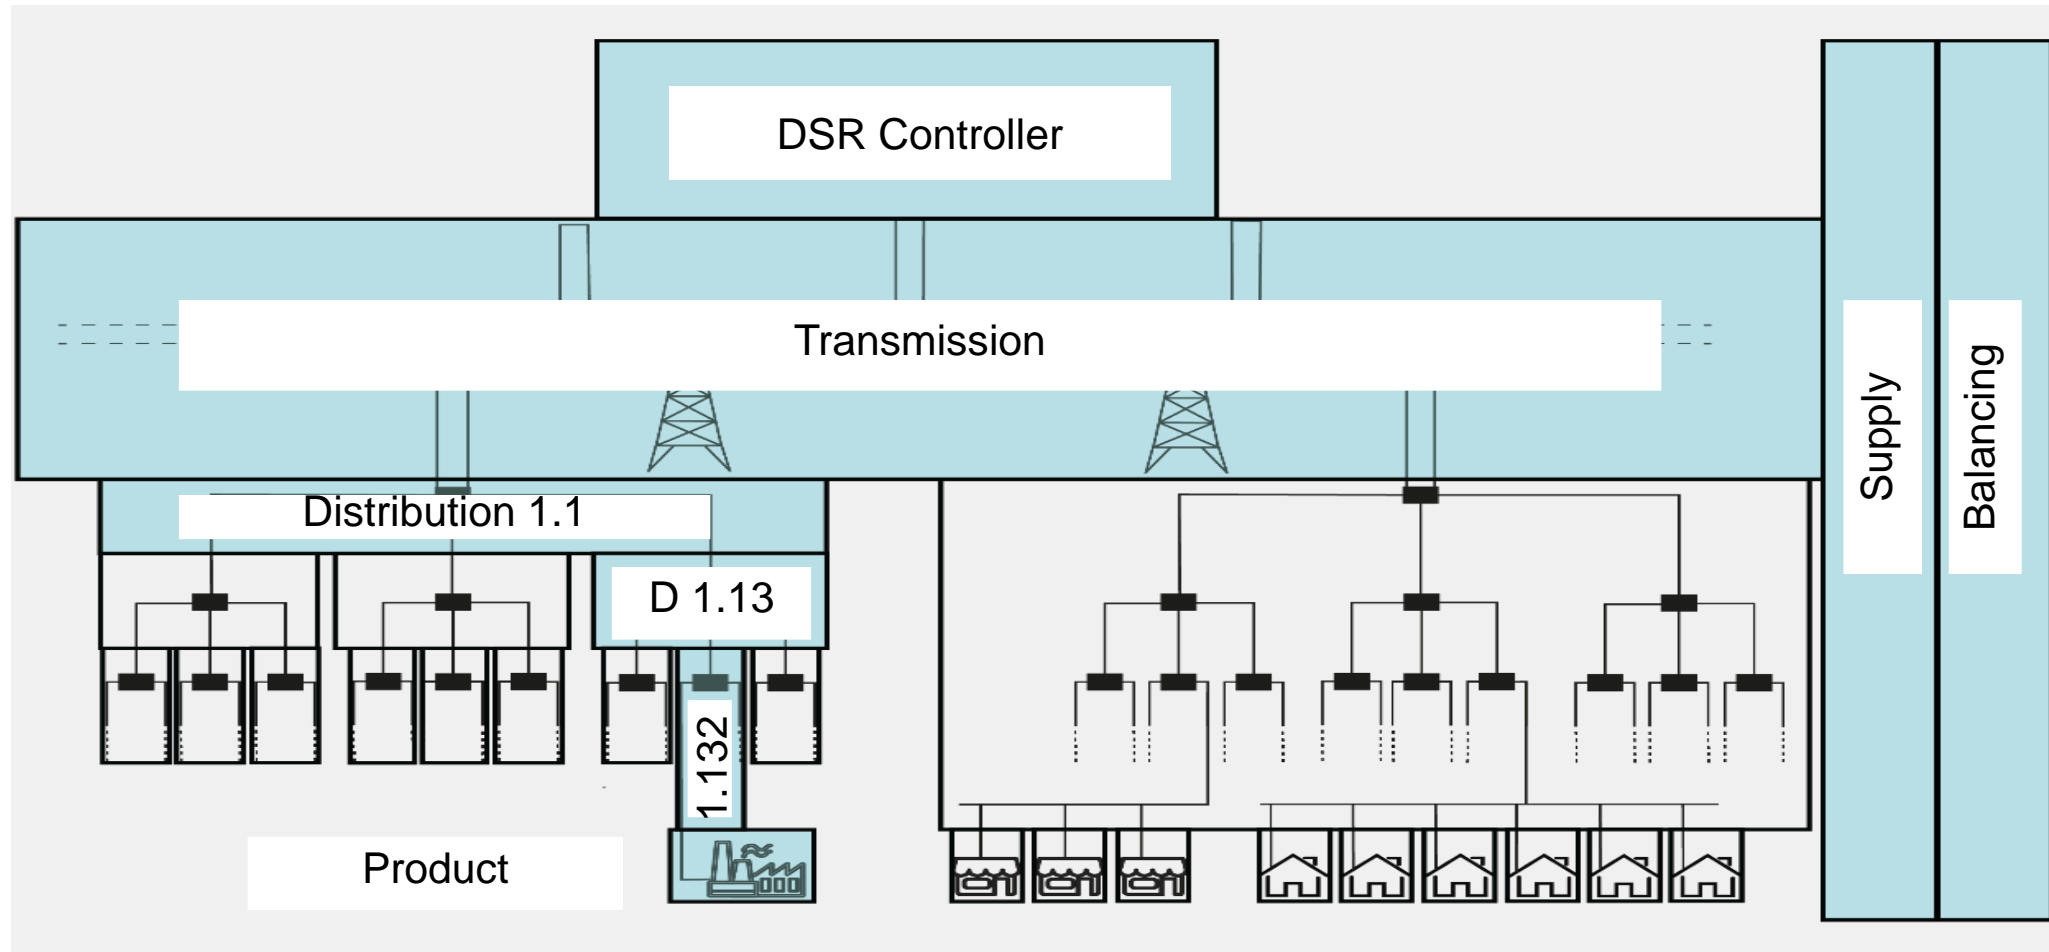 DSR Controller
Transmission
Supply
Balancing
Distribution 1.1
D 1.13
1.132
Product